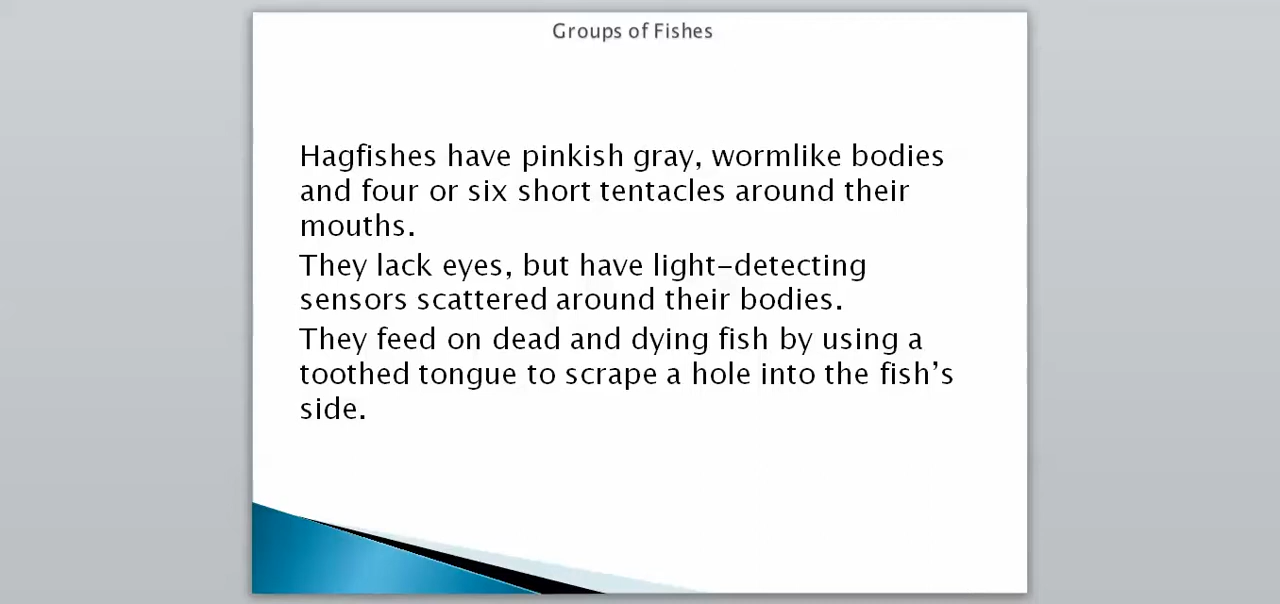 Groups of Fishes
Hagfishes have pinkish gray, wormlike bodies
and four or six short tentacles around their
mouths.
They lack eyes, but have light-detecting
sensors scattered around their bodies.
They feed on dead and dying fish by using a
toothed tongue to scrape a hole into the fish’s
side.